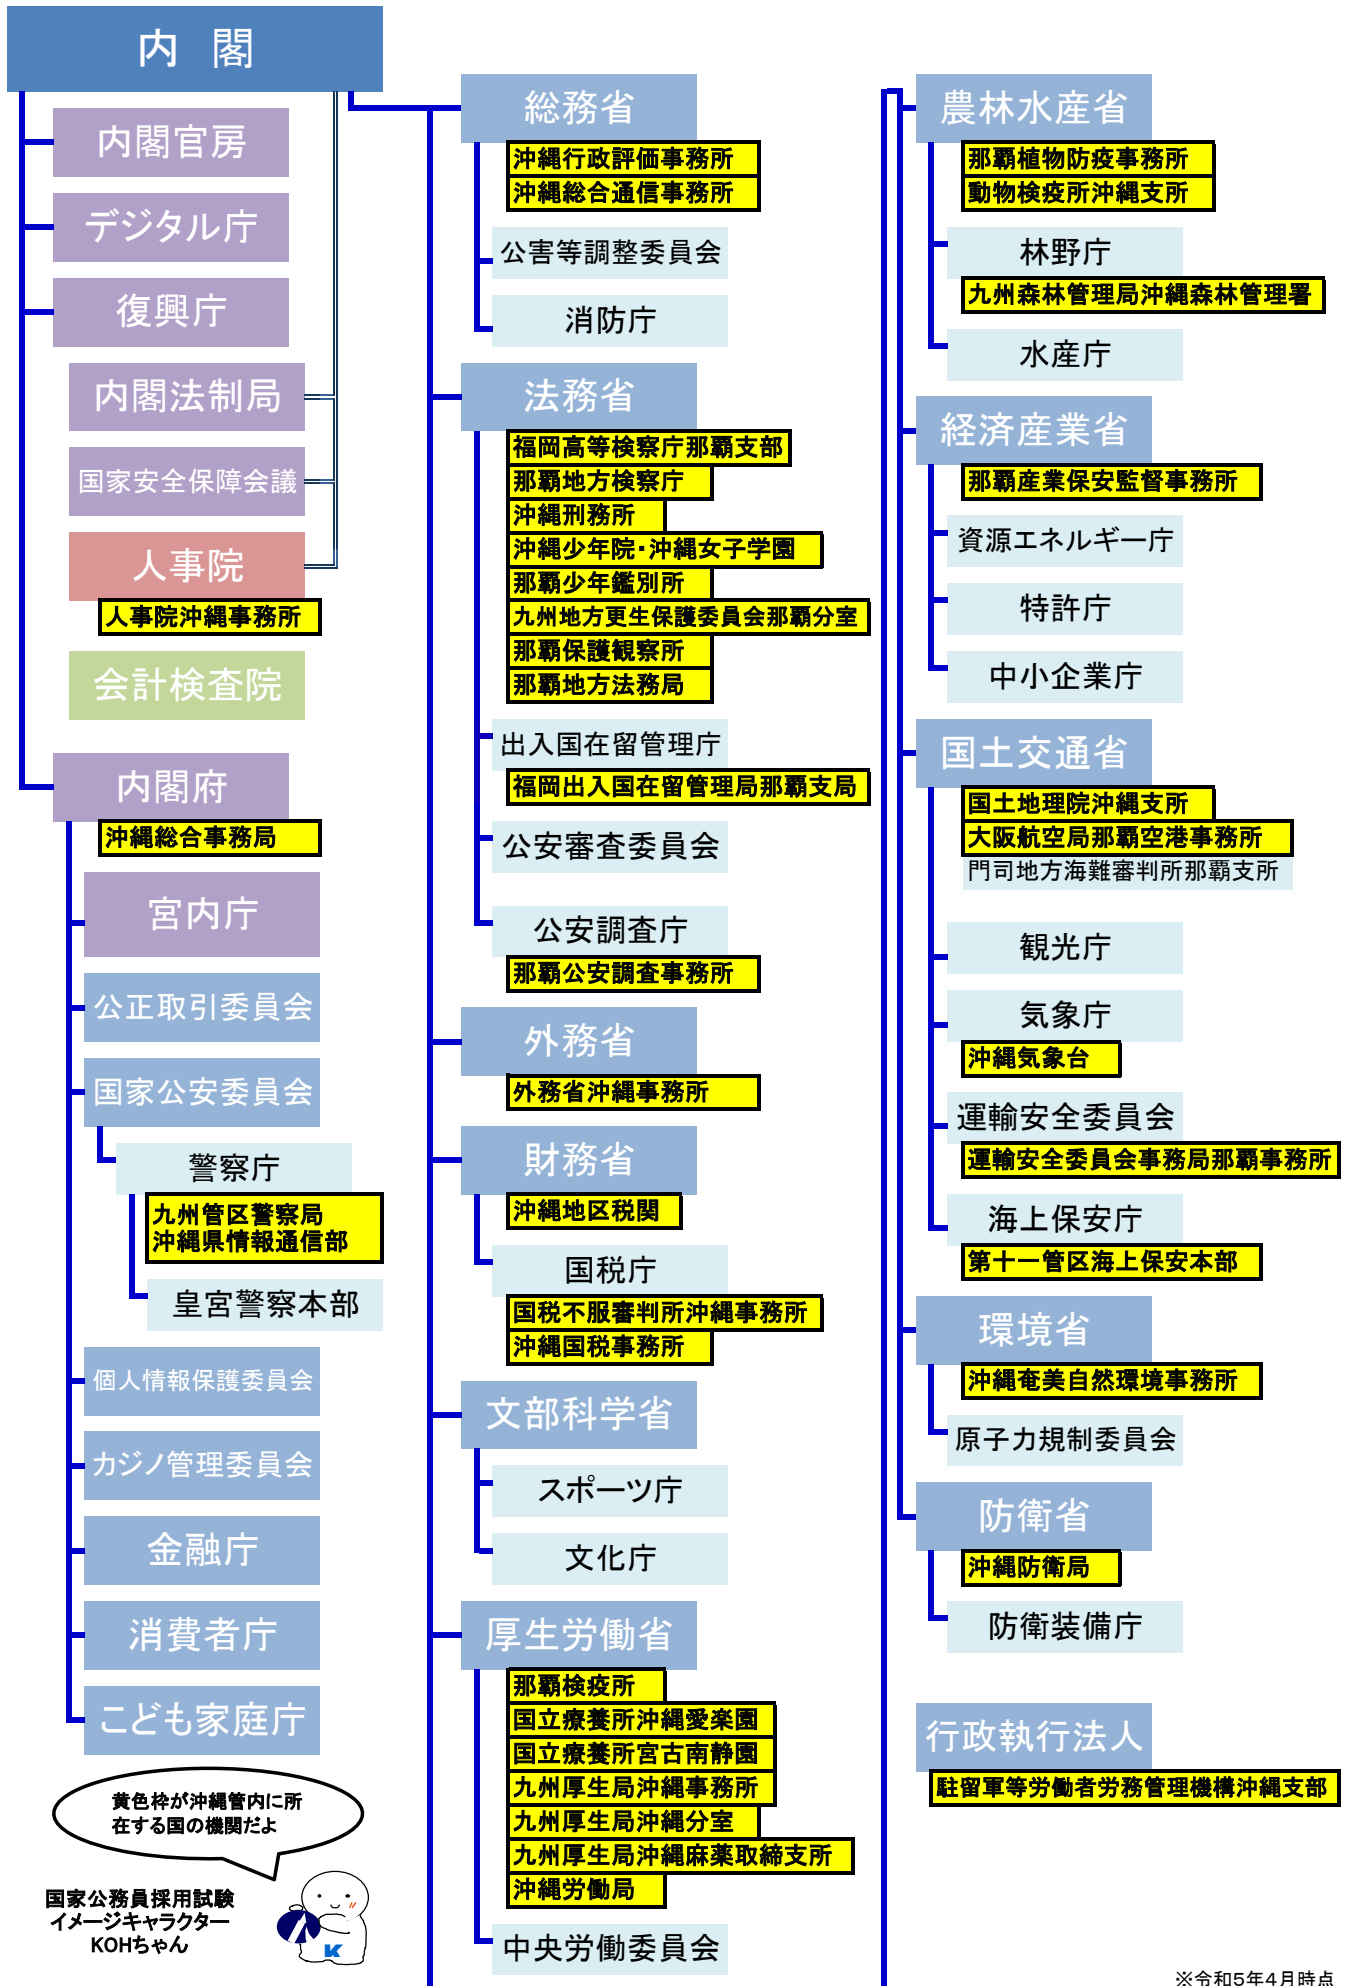 内　閣
内閣官房
デジタル庁
復興庁
内閣法制局
国家安全保障会議
人事院
人事院沖縄事務所
会計検査院
内閣府
沖縄総合事務局
宮内庁
公正取引委員会
国家公安委員会
警察庁
九州管区警察局
沖縄県情報通信部
皇宮警察本部
個人情報保護委員会
カジノ管理委員会
金融庁
消費者庁
こども家庭庁
黄色枠が沖縄管内に所
在する国の機関だよ
国家公務員採用試験
イメージキャラクター
KOHちゃん
K
総務省
沖縄行政評価事務所
沖縄総合通信事務所
公害等調整委員会
消防庁
法務省
福岡高等検察庁那覇支部
那覇地方検察庁
沖縄刑務所
沖縄少年院・沖縄女子学園
那覇少年鑑別所
九州地方更生保護委員会那覇分室
那覇保護観察所
那覇地方法務局
出入国在留管理庁
福岡出入国在留管理局那覇支局
公安審査委員会
公安調査庁
那覇公安調査事務所
外務省
外務省沖縄事務所
財務省
沖縄地区税関
国税庁
国税不服審判所沖縄事務所
沖縄国税事務所
文部科学省
スポーツ庁
文化庁
厚生労働省
那覇検疫所
国立療養所沖縄愛楽園
国立療養所宮古南静園
九州厚生局沖縄事務所
九州厚生局沖縄分室
九州厚生局沖縄麻薬取締支所
沖縄労働局
中央労働委員会
農林水産省
那覇植物防疫事務所
動物検疫所沖縄支所
林野庁
九州森林管理局沖縄森林管理署
水産庁
経済産業省
那覇産業保安監督事務所
資源エネルギー庁
特許庁
中小企業庁
国土交通省
国土地理院沖縄支所
大阪航空局那覇空港事務所
門司地方海難審判所那覇支所
観光庁
気象庁
沖縄気象台
運輸安全委員会
運輸安全委員会事務局那覇事務所
海上保安庁
第十一管区海上保安本部
環境省
沖縄奄美自然環境事務所
原子力規制委員会
防衛省
沖縄防衛局
防衛装備庁
行政執行法人
駐留軍等労働者労務管理機構沖縄支部
※令和5年4月時点